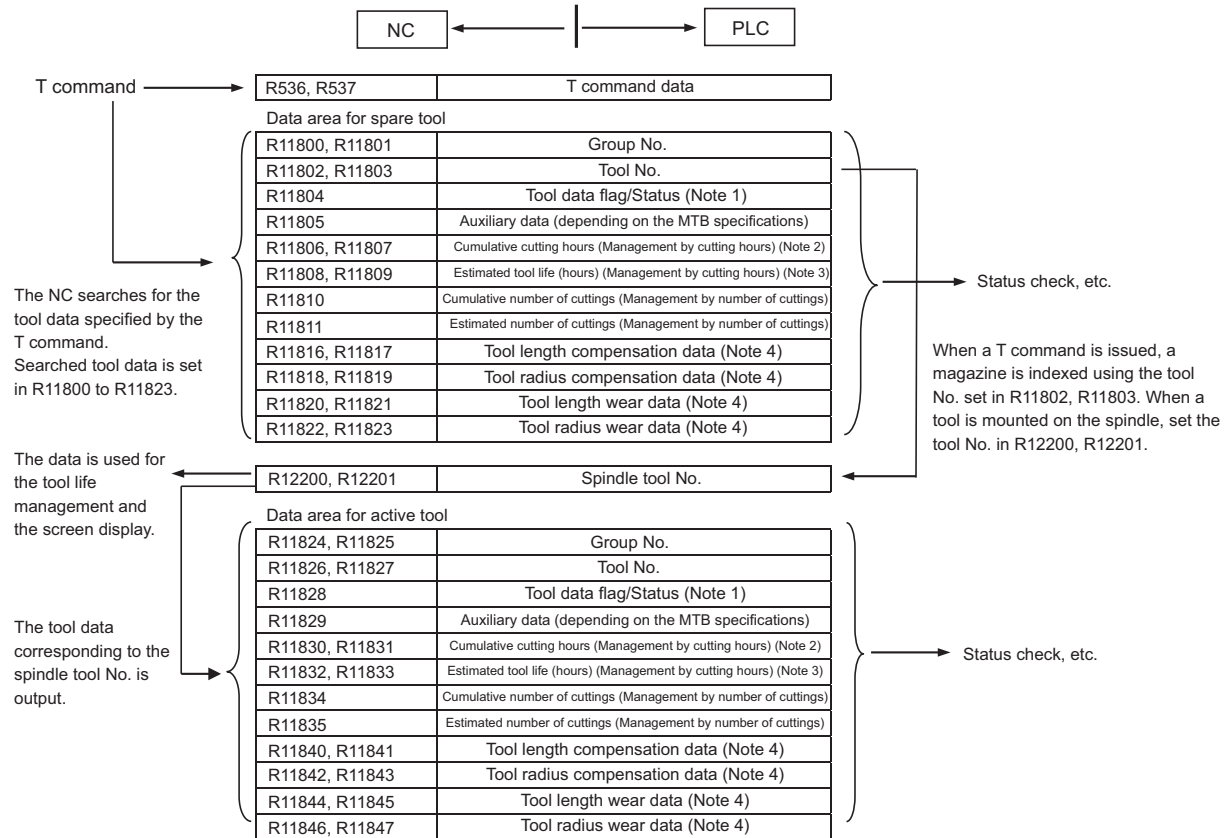 NC
PLC
T command
R536, R537 T command data
Data area for spare tool
R11800, R11801 Group No.
R11802, R11803 Tool No.
R11804 Tool data flag/Status (Note 1)
R11805 Auxiliary data (depending on the MTB specifications)
R11806, R11807 Cumulative cutting hours (Management by cutting hours) (Note 2)
R11808, R11809 Estimated tool life (hours) (Management by cutting hours) (Note 3)
R11810 Cumulative number of cuttings (Management by number of cuttings)
R11811 Estimated number of cuttings (Management by number of cuttings)
R11816, R11817 Tool length compensation data (Note 4)
R11818, R11819 Tool radius compensation data (Note 4)
R11820, R11821 Tool length wear data (Note 4)
R11822, R11823 Tool radius wear data (Note 4)
The NC searches for the
tool data specified by the
T command.
Searched tool data is set
in R11800 to R11823.
Status check, etc.
When a T command is issued, a
magazine is indexed using the tool
No. set in R11802, R11803. When a
tool is mounted on the spindle, set the
tool No. in R12200, R12201.
The data is used for
the tool life
management and
the screen display.
R12200, R12201 Spindle tool No.
Data area for active tool
R11824, R11825 Group No.
R11826, R11827 Tool No.
R11828 Tool data flag/Status (Note 1)
R11829 Auxiliary data (depending on the MTB specifications)
R11830, R11831 Cumulative cutting hours (Management by cutting hours) (Note 2)
R11832, R11833 Estimated tool life (hours) (Management by cutting hours) (Note 3)
R11834 Cumulative number of cuttings (Management by number of cuttings)
R11835 Estimated number of cuttings (Management by number of cuttings)
R11840, R11841 Tool length compensation data (Note 4)
R11842, R11843 Tool radius compensation data (Note 4)
R11844, R11845 Tool length wear data (Note 4)
R11846, R11847 Tool radius wear data (Note 4)
The tool data
corresponding to the
spindle tool No. is
output.
Status check, etc.